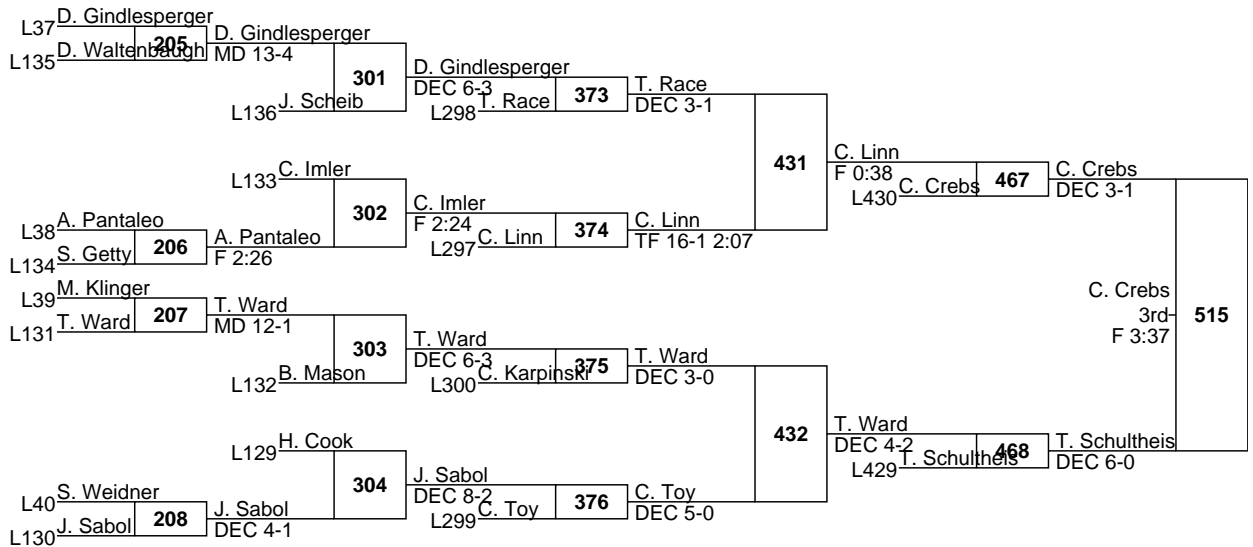 L37 D. Gindlesperger
205
L135 D. Waltenbaugh
D. Gindlesperger
MD 13-4
301
L136 J. Scheib
D. Gindlesperger
DEC 6-3
373
L298 T. Race
T. Race
DEC 3-1
431
L133 C. Imler
302
L38 A. Pantaleo
206
L134 S. Getty
A. Pantaleo
F 2:26
C. Imler
F 2:24
374
L297 C. Linn
C. Linn
TF 16-1 2:07
C. Linn
F 0:38
467
L430 C. Crebs
C. Crebs
DEC 3-1
L39 M. Klinger
207
L131 T. Ward
T. Ward
MD 12-1
303
L132 B. Mason
T. Ward
DEC 6-3
375
L300 C. Karpinski
T. Ward
DEC 3-0
432
L129 H. Cook
304
L40 S. Weidner
208
L130 J. Sabol
J. Sabol
DEC 4-1
J. Sabol
DEC 8-2
376
L299 C. Toy
C. Toy
DEC 5-0
T. Ward
DEC 4-2
468
L429 T. Schultheis
T. Schultheis
DEC 6-0
515
C. Crebs
3rd
F 3:37